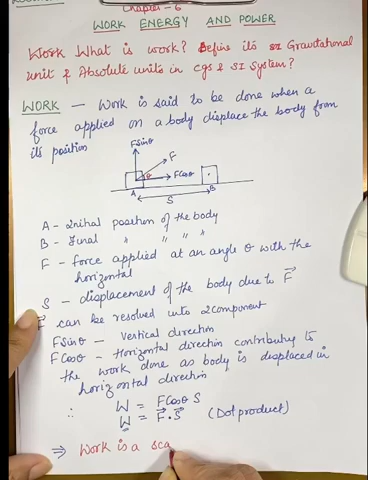 Chapter - 6
WORK ENERGY AND POWER
Work What is work? Define its SI Gravitational
unit & Absolute units in cgs & SI System?
WORK — Work is said to be done when a
force applied on a body displace the body from
its position
Fsinθ
F
θ
Fcosθ
A
B
S
A - Initial position of the body
B - Final " " " "
F - force applied at an angle θ with the
horizontal
S - displacement of the body due to F⃗
F⃗ can be resolved into 2component
Fsinθ - Vertical direction
Fcosθ - Horizontal direction contributing to
the work done as body is displaced in
horizontal direction
∴ W = Fcosθ S
W = F⃗ . S⃗ (Dot product)
⇒ Work is a sca